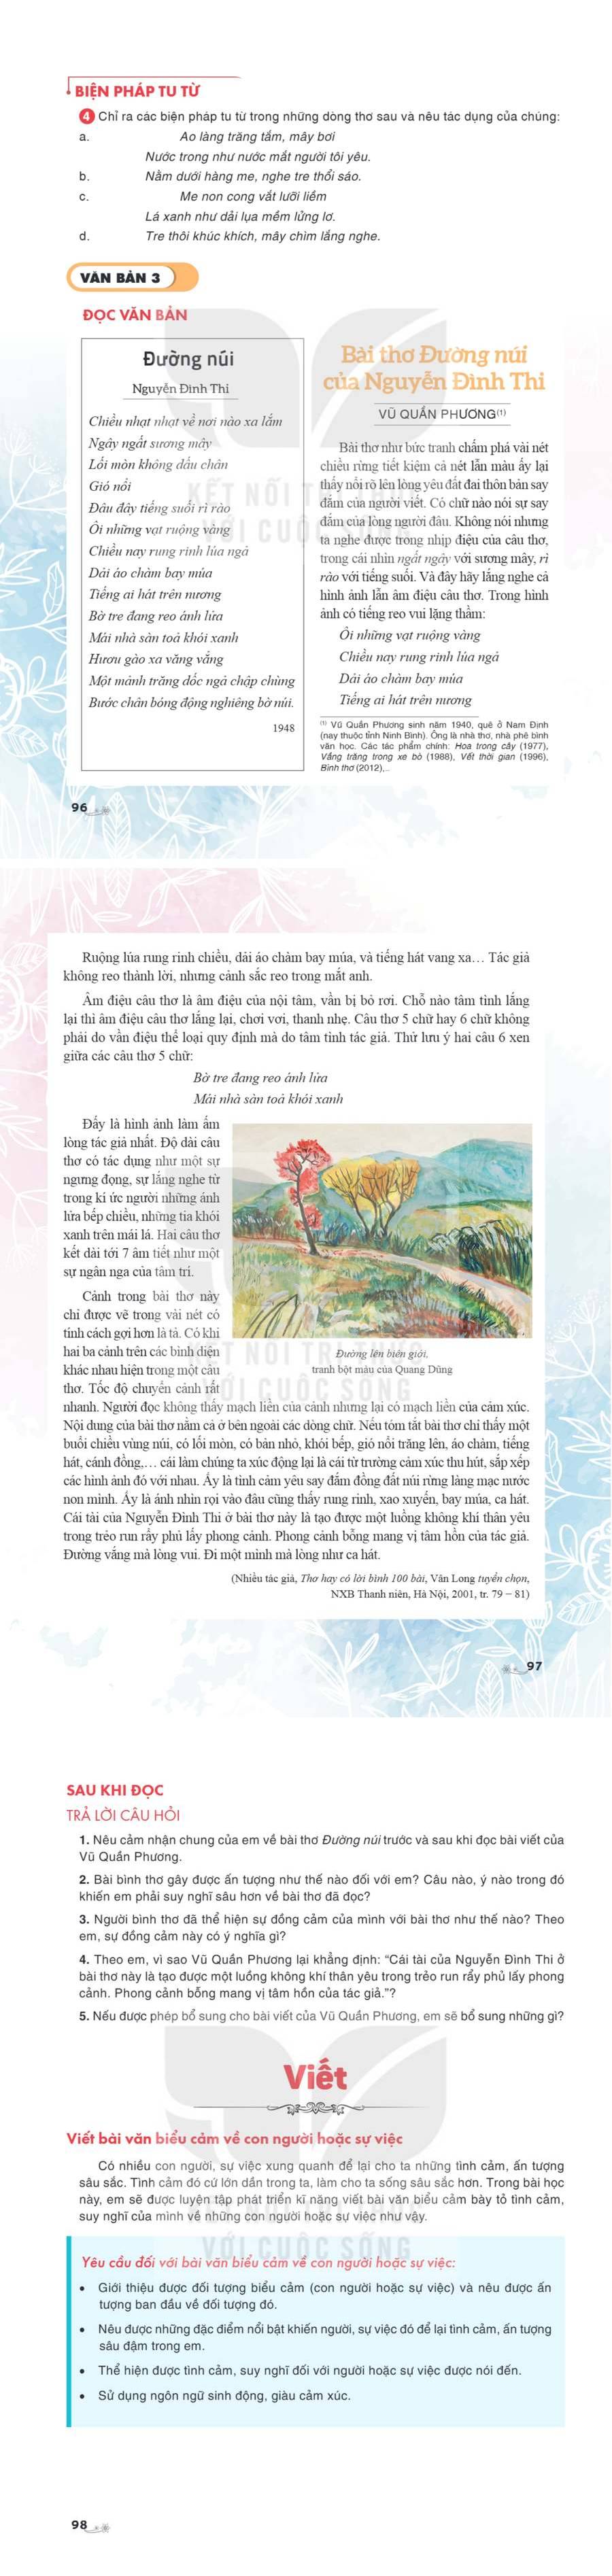 BIỆN PHÁP TU TỪ
4 Chỉ ra các biện pháp tu từ trong những dòng thơ sau và nêu tác dụng của chúng:
a. Ao làng trăng tắm, mây bơi
Nước trong như nước mắt người tôi yêu.
b. Nằm dưới hàng me, nghe tre thổi sáo.
c. Me non cong vắt lưỡi liềm
Lá xanh như dải lụa mềm lửng lơ.
d. Tre thôi khúc khích, mây chìm lắng nghe.
VĂN BẢN 3
ĐỌC VĂN BẢN
Đường núi
Nguyễn Đình Thi
Chiều nhạt nhạt về nơi nào xa lắm
Ngây ngất sương mây
Lối mòn không dấu chân
Gió nổi
Đâu đây tiếng suối rì rào
Ôi những vạt ruộng vàng
Chiều nay rung rinh lúa ngả
Dải áo chàm bay múa
Tiếng ai hát trên nương
Bờ tre đang reo ánh lửa
Mái nhà sàn toả khói xanh
Hươu gào xa văng vẳng
Một mảnh trăng dốc ngả chập chùng
Bước chân bỗng động nghiêng bờ núi.
1948
Bài thơ Đường núi
của Nguyễn Đình Thi
VŨ QUẦN PHƯƠNG(1)
Bài thơ như bức tranh chấm phá vài nét
chiều rừng tiết kiệm cả nét lẫn màu ấy lại
thấy nổi rõ lên lòng yêu đất đai thôn bản say
đắm của người viết. Có chữ nào nói sự say
đắm của lòng người đâu. Không nói nhưng
ta nghe được trong nhịp điệu của câu thơ,
trong cái nhìn ngất ngây với sương mây, rì
rào với tiếng suối. Và đây hãy lắng nghe cả
hình ảnh lẫn âm điệu câu thơ. Trong hình
ảnh có tiếng reo vui lặng thầm:
Ôi những vạt ruộng vàng
Chiều nay rung rinh lúa ngả
Dải áo chàm bay múa
Tiếng ai hát trên nương
(1) Vũ Quần Phương sinh năm 1940, quê ở Nam Định
(nay thuộc tỉnh Ninh Bình). Ông là nhà thơ, nhà phê bình
văn học. Các tác phẩm chính: Hoa trong cây (1977),
Vầng trăng trong xe bò (1988), Vết thời gian (1996),
Bình thơ (2012),...
96
Ruộng lúa rung rinh chiều, dải áo chàm bay múa, và tiếng hát vang xa… Tác giả
không reo thành lời, nhưng cảnh sắc reo trong mắt anh.
Âm điệu câu thơ là âm điệu của nội tâm, vần bị bỏ rơi. Chỗ nào tâm tình lắng
lại thì âm điệu câu thơ lắng lại, chơi vơi, thanh nhẹ. Câu thơ 5 chữ hay 6 chữ không
phải do vần điệu thể loại quy định mà do tâm tình tác giả. Thử lưu ý hai câu 6 xen
giữa các câu thơ 5 chữ:
Bờ tre đang reo ánh lửa
Mái nhà sàn toả khói xanh
Đấy là hình ảnh làm ấm
lòng tác giả nhất. Độ dài câu
thơ có tác dụng như một sự
ngưng đọng, sự lắng nghe từ
trong kí ức người những ánh
lửa bếp chiều, những tia khói
xanh trên mái lá. Hai câu thơ
kết dài tới 7 âm tiết như một
sự ngân nga của tâm trí.
Cảnh trong bài thơ này
chỉ được vẽ trong vài nét có
tính cách gợi hơn là tả. Có khi
hai ba cảnh trên các bình diện
khác nhau hiện trong một câu
thơ. Tốc độ chuyển cảnh rất
Đường lên biên giới,
tranh bột màu của Quang Dũng
nhanh. Người đọc không thấy mạch liền của cảnh nhưng lại có mạch liền của cảm xúc.
Nội dung của bài thơ nằm cả ở bên ngoài các dòng chữ. Nếu tóm tắt bài thơ chỉ thấy một
buổi chiều vùng núi, có lối mòn, có bản nhỏ, khói bếp, gió nổi trăng lên, áo chàm, tiếng
hát, cánh đồng,… cái làm chúng ta xúc động lại là cái từ trường cảm xúc thu hút, sắp xếp
các hình ảnh đó với nhau. Ấy là tình cảm yêu say đắm đồng đất núi rừng làng mạc nước
non mình. Ấy là ánh nhìn rọi vào đâu cũng thấy rung rinh, xao xuyến, bay múa, ca hát.
Cái tài của Nguyễn Đình Thi ở bài thơ này là tạo được một luồng không khí thân yêu
trong trẻo run rẩy phủ lấy phong cảnh. Phong cảnh bỗng mang vị tâm hồn của tác giả.
Đường vắng mà lòng vui. Đi một mình mà lòng như ca hát.
(Nhiều tác giả, Thơ hay có lời bình 100 bài, Văn Long tuyển chọn,
NXB Thanh niên, Hà Nội, 2001, tr. 79 – 81)
97
SAU KHI ĐỌC
TRẢ LỜI CÂU HỎI
1. Nêu cảm nhận chung của em về bài thơ Đường núi trước và sau khi đọc bài viết của
Vũ Quần Phương.
2. Bài bình thơ gây được ấn tượng như thế nào đối với em? Câu nào, ý nào trong đó
khiến em phải suy nghĩ sâu hơn về bài thơ đã đọc?
3. Người bình thơ đã thể hiện sự đồng cảm của mình với bài thơ như thế nào? Theo
em, sự đồng cảm này có ý nghĩa gì?
4. Theo em, vì sao Vũ Quần Phương lại khẳng định: “Cái tài của Nguyễn Đình Thi ở
bài thơ này là tạo được một luồng không khí thân yêu trong trẻo run rẩy phủ lấy phong
cảnh. Phong cảnh bỗng mang vị tâm hồn của tác giả.”?
5. Nếu được phép bổ sung cho bài viết của Vũ Quần Phương, em sẽ bổ sung những gì?
Viết
Viết bài văn biểu cảm về con người hoặc sự việc
Có nhiều con người, sự việc xung quanh để lại cho ta những tình cảm, ấn tượng
sâu sắc. Tình cảm đó cứ lớn dần trong ta, làm cho ta sống sâu sắc hơn. Trong bài học
này, em sẽ được luyện tập phát triển kĩ năng viết bài văn biểu cảm bày tỏ tình cảm,
suy nghĩ của mình về những con người hoặc sự việc như vậy.
Yêu cầu đối với bài văn biểu cảm về con người hoặc sự việc:
• Giới thiệu được đối tượng biểu cảm (con người hoặc sự việc) và nêu được ấn
tượng ban đầu về đối tượng đó.
• Nêu được những đặc điểm nổi bật khiến người, sự việc đó để lại tình cảm, ấn tượng
sâu đậm trong em.
• Thể hiện được tình cảm, suy nghĩ đối với người hoặc sự việc được nói đến.
• Sử dụng ngôn ngữ sinh động, giàu cảm xúc.
98
KẾT NỐI TRI THỨC
VỚI CUỘC SỐNG